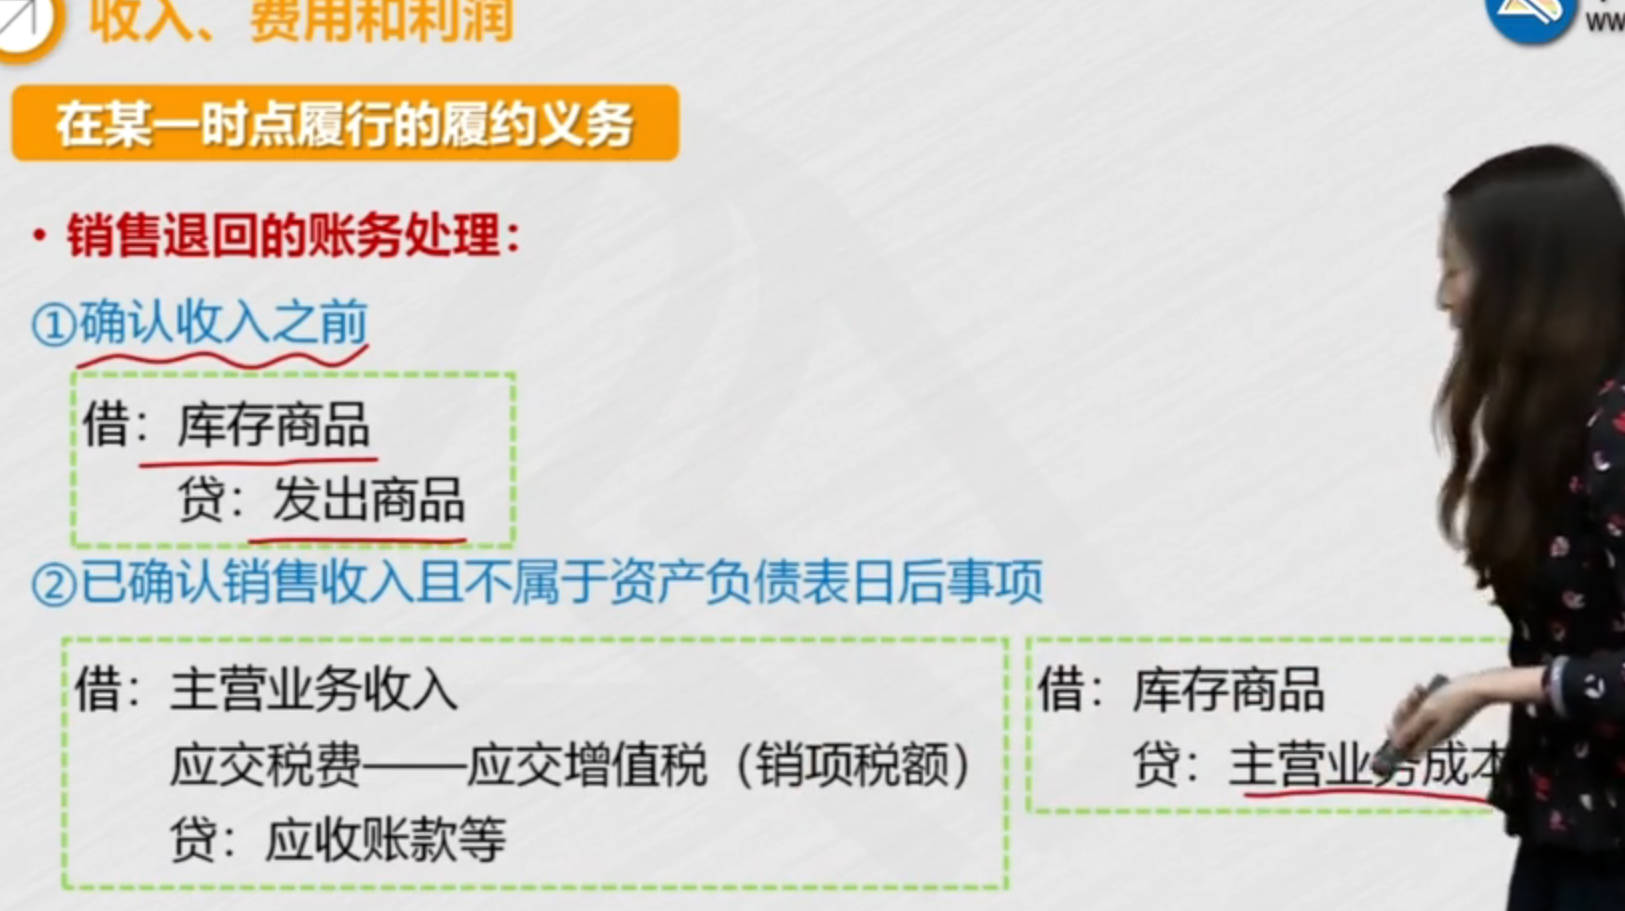 收入、费用和利润
ww
在某一时点履行的履约义务
·销售退回的账务处理：
①确认收入之前
借：库存商品
贷：发出商品
②已确认销售收入且不属于资产负债表日后事项
借：主营业务收入
应交税费——应交增值税（销项税额）
贷：应收账款等
借：库存商品
贷：主营业务成本